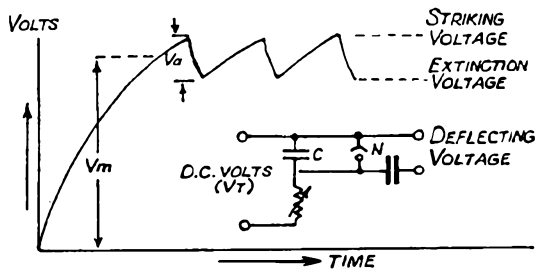 VOLTS
STRIKING
VOLTAGE
Va
EXTINCTION
VOLTAGE
Vm
C
N
DEFLECTING
VOLTAGE
D.C. VOLTS
(VT)
TIME